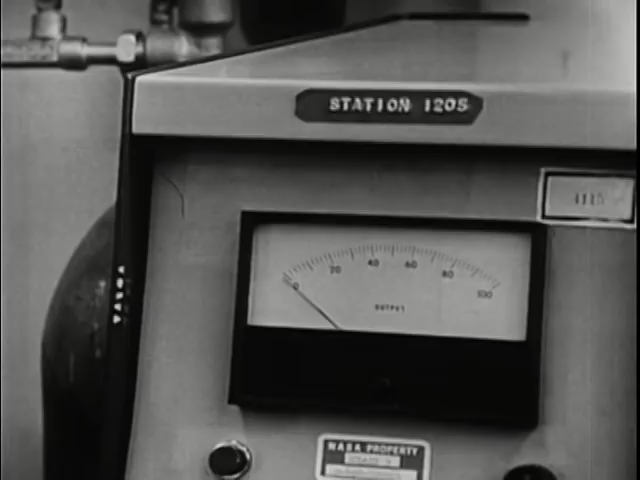 STATION 1205
1115
0 20 40 60 80 100
OUTPUT
NASA PROPERTY